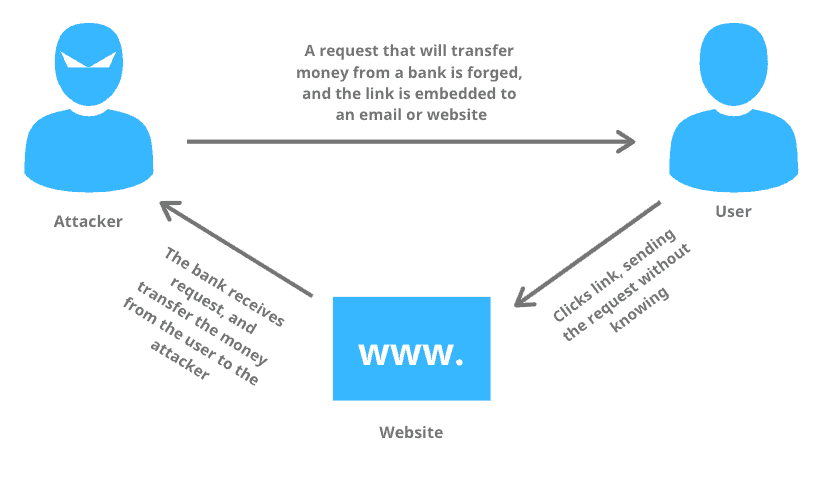 A request that will transfer
money from a bank is forged,
and the link is embedded to
an email or website
Attacker
User
Clicks link, sending
the request without
knowing
The bank receives
request, and
transfer the money
from the user to the
attacker
www.
Website